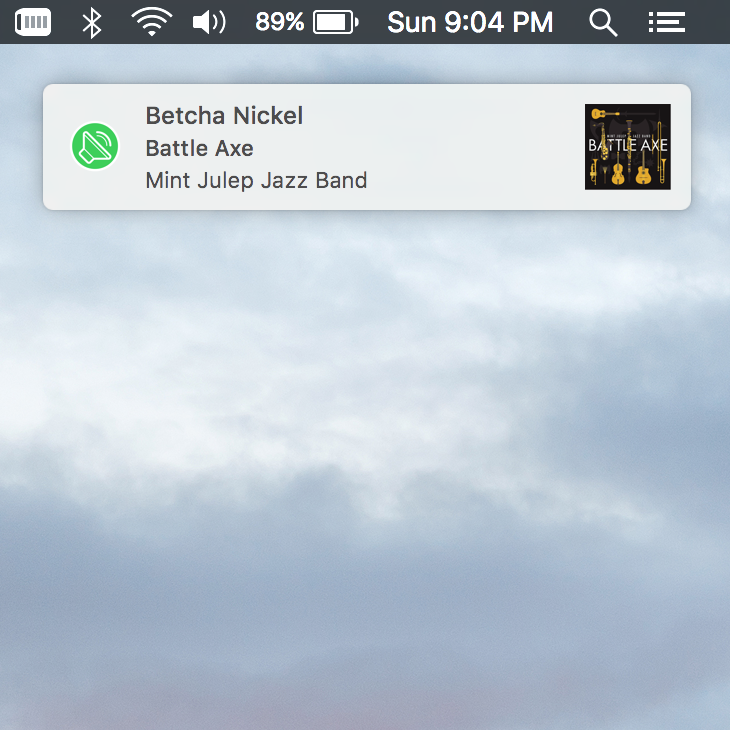 89% Sun 9:04 PM
Betcha Nickel
Battle Axe
Mint Julep Jazz Band
MINT JULEP JAZZ BAND
BATTLE AXE